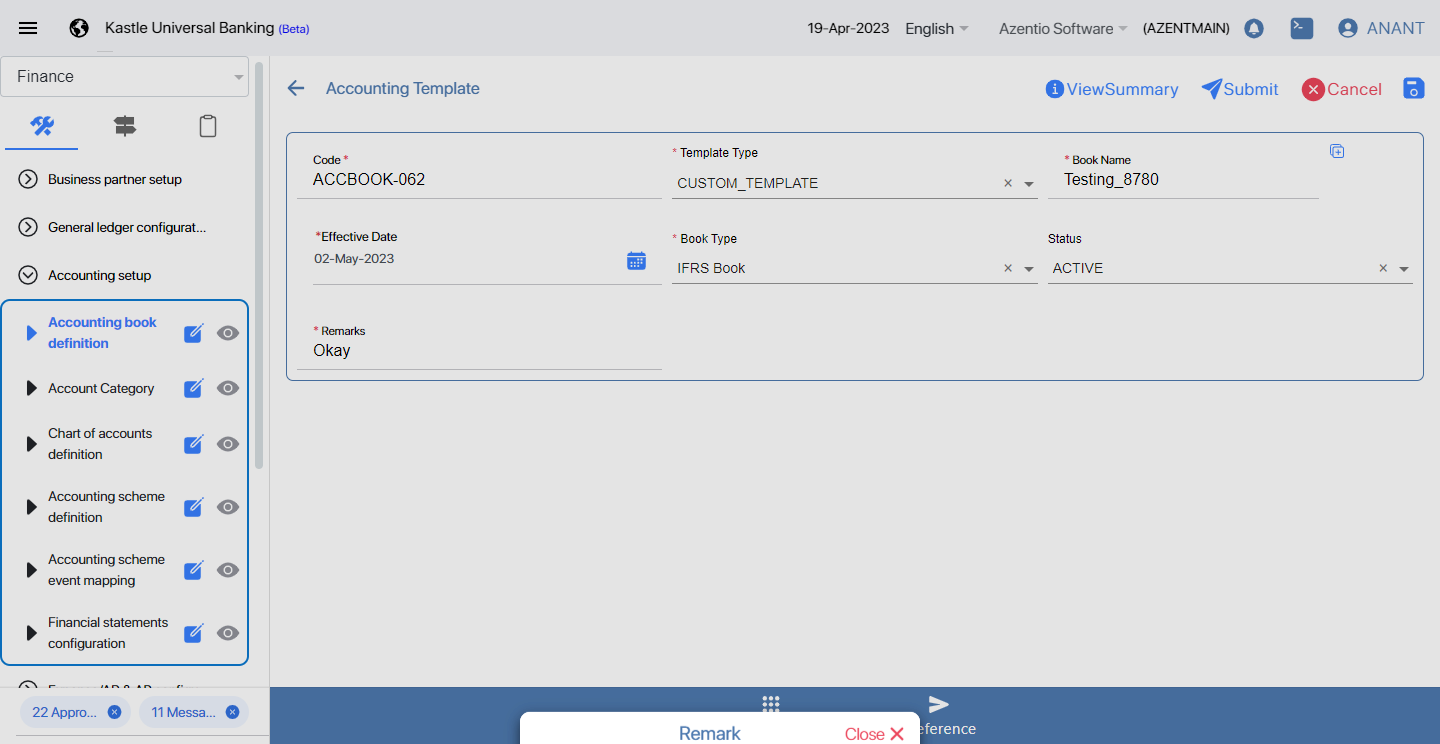 Kastle Universal Banking (Beta)
19-Apr-2023
English
Azentio Software
(AZENTMAIN)
ANANT
Finance
Business partner setup
General ledger configurat...
Accounting setup
Accounting book
definition
Account Category
Chart of accounts
definition
Accounting scheme
definition
Accounting scheme
event mapping
Financial statements
configuration
22 Appro...
11 Messa...
Accounting Template
ViewSummary
Submit
Cancel
Code *
ACCBOOK-062
* Template Type
CUSTOM_TEMPLATE
* Book Name
Testing_8780
*Effective Date
02-May-2023
* Book Type
IFRS Book
Status
ACTIVE
* Remarks
Okay
Remark
Close
eference